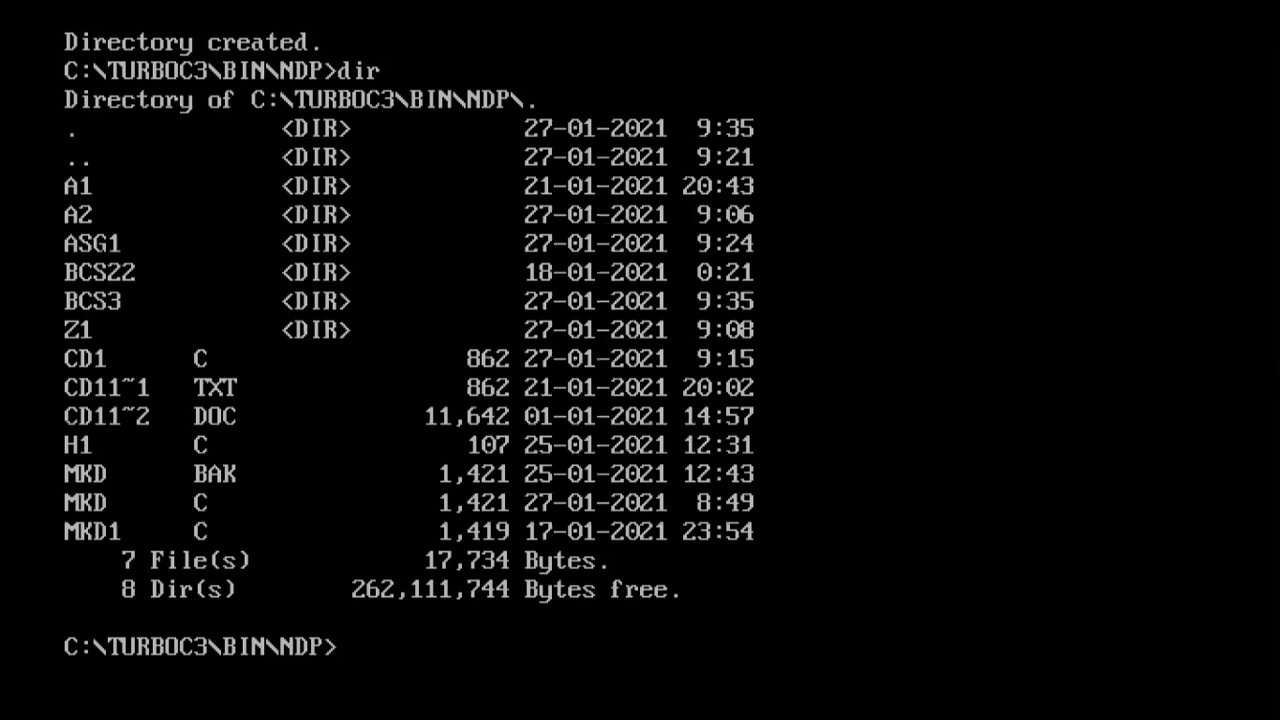 Directory created.
C:\TURBOC3\BIN\NDP>dir
Directory of C:\TURBOC3\BIN\NDP\.
. <DIR> 27-01-2021 9:35
.. <DIR> 27-01-2021 9:21
A1 <DIR> 21-01-2021 20:43
A2 <DIR> 27-01-2021 9:06
ASG1 <DIR> 27-01-2021 9:24
BCS22 <DIR> 18-01-2021 0:21
BCS3 <DIR> 27-01-2021 9:35
Z1 <DIR> 27-01-2021 9:08
CD1 C 862 27-01-2021 9:15
CD11~1 TXT 862 21-01-2021 20:02
CD11~2 DOC 11,642 01-01-2021 14:57
H1 C 107 25-01-2021 12:31
MKD BAK 1,421 25-01-2021 12:43
MKD C 1,421 27-01-2021 8:49
MKD1 C 1,419 17-01-2021 23:54
7 File(s) 17,734 Bytes.
8 Dir(s) 262,111,744 Bytes free.
C:\TURBOC3\BIN\NDP>